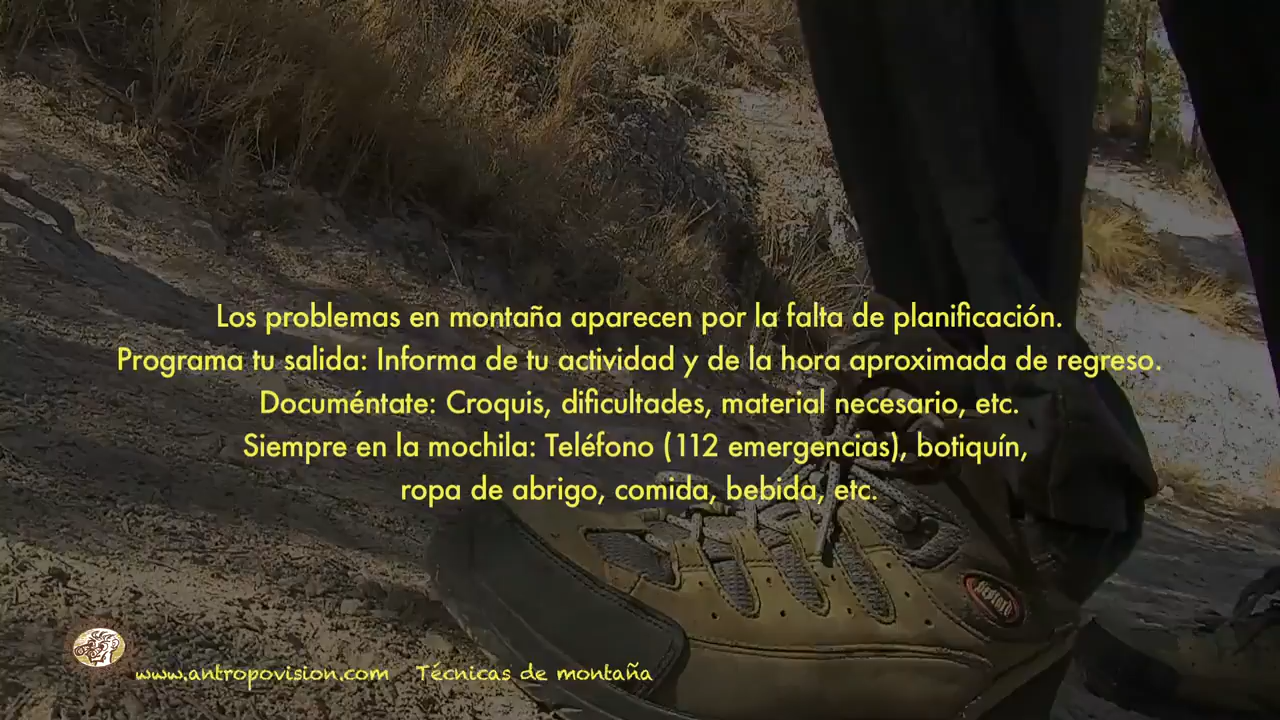 Los problemas en montaña aparecen por la falta de planificación.
Programa tu salida: Informa de tu actividad y de la hora aproximada de regreso.
Documéntate: Croquis, dificultades, material necesario, etc.
Siempre en la mochila: Teléfono (112 emergencias), botiquín,
ropa de abrigo, comida, bebida, etc.
www.antropovision.com Técnicas de montaña